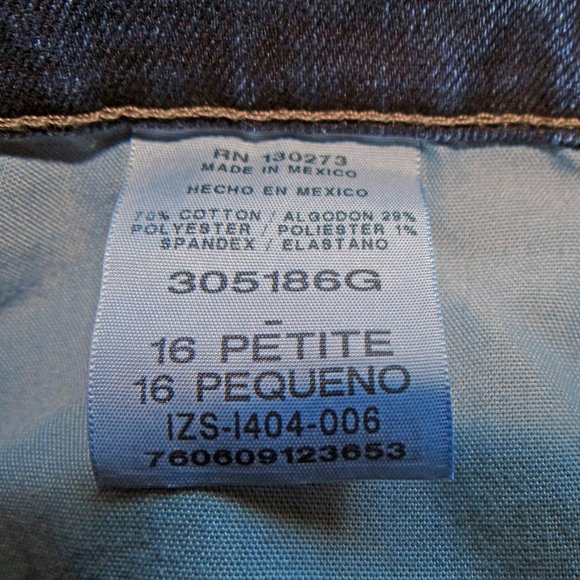 RN 130273
MADE IN MEXICO
HECHO EN MEXICO
70% COTTON / ALGODON 29%
POLYESTER / POLIESTER 1%
SPANDEX / ELASTANO
305186G
16 PETITE
16 PEQUENO
IZS-I404-006
760809123653